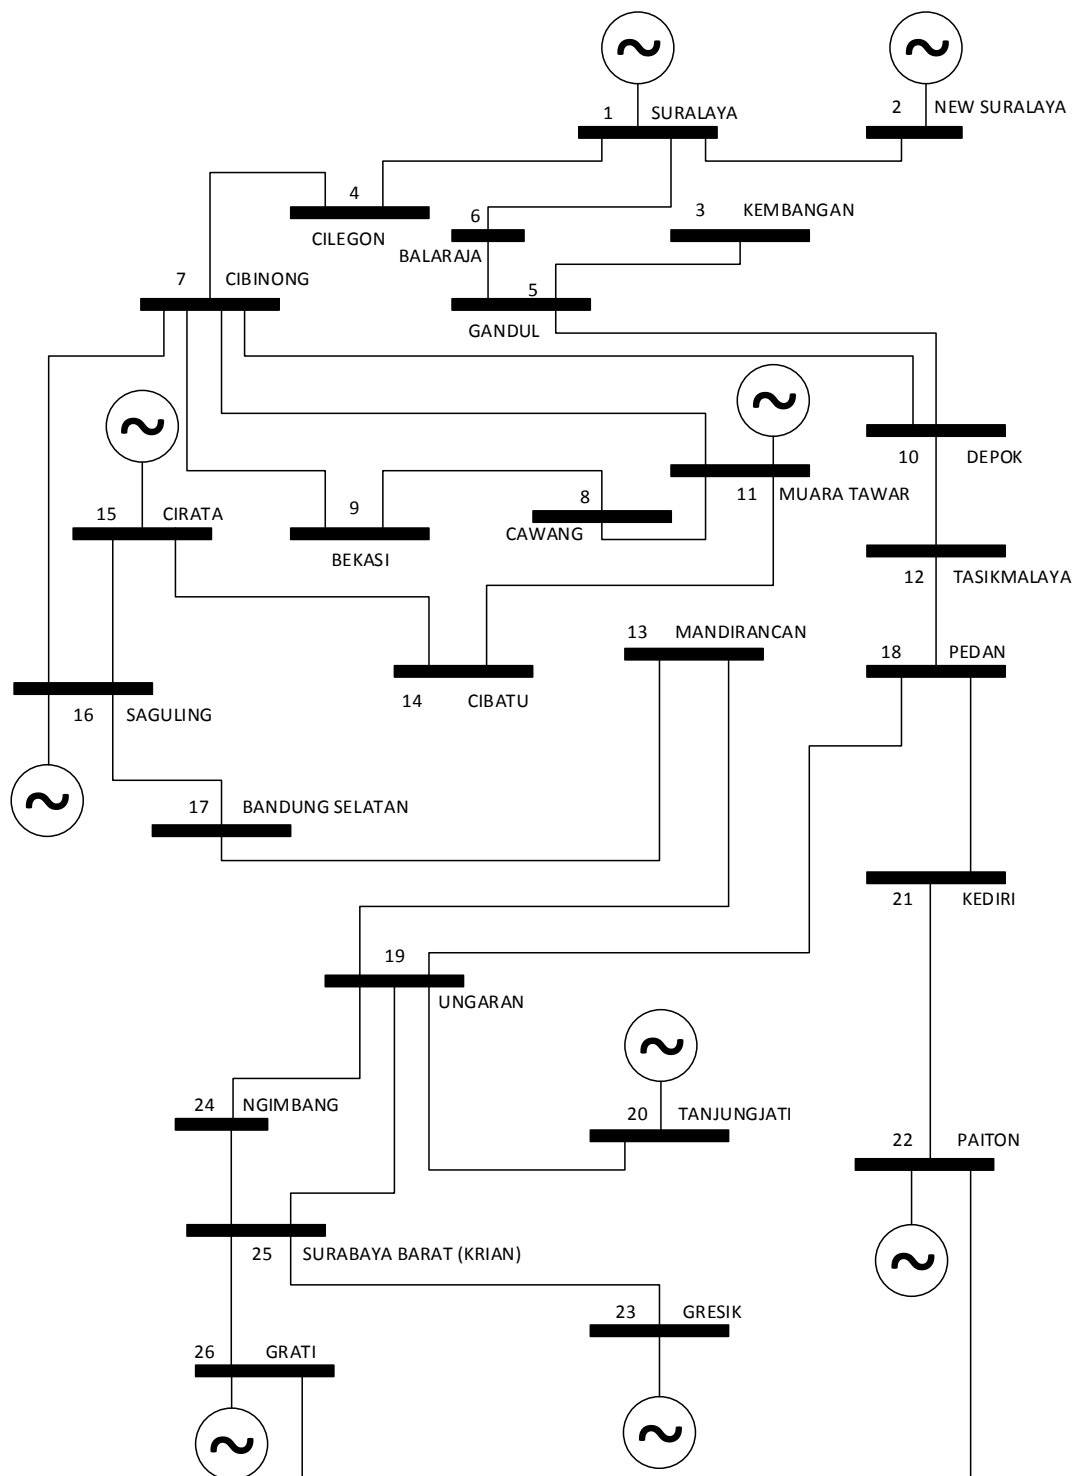 1 SURALAYA
2 NEW SURALAYA
4
CILEGON
6
BALARAJA
3 KEMBANGAN
7 CIBINONG
5
GANDUL
10 DEPOK
11 MUARA TAWAR
15 CIRATA
9
BEKASI
8
CAWANG
12 TASIKMALAYA
13 MANDIRANCAN
18 PEDAN
14 CIBATU
16 SAGULING
17 BANDUNG SELATAN
21 KEDIRI
19
UNGARAN
24 NGIMBANG
20 TANJUNGJATI
22 PAITON
25 SURABAYA BARAT (KRIAN)
23 GRESIK
26 GRATI